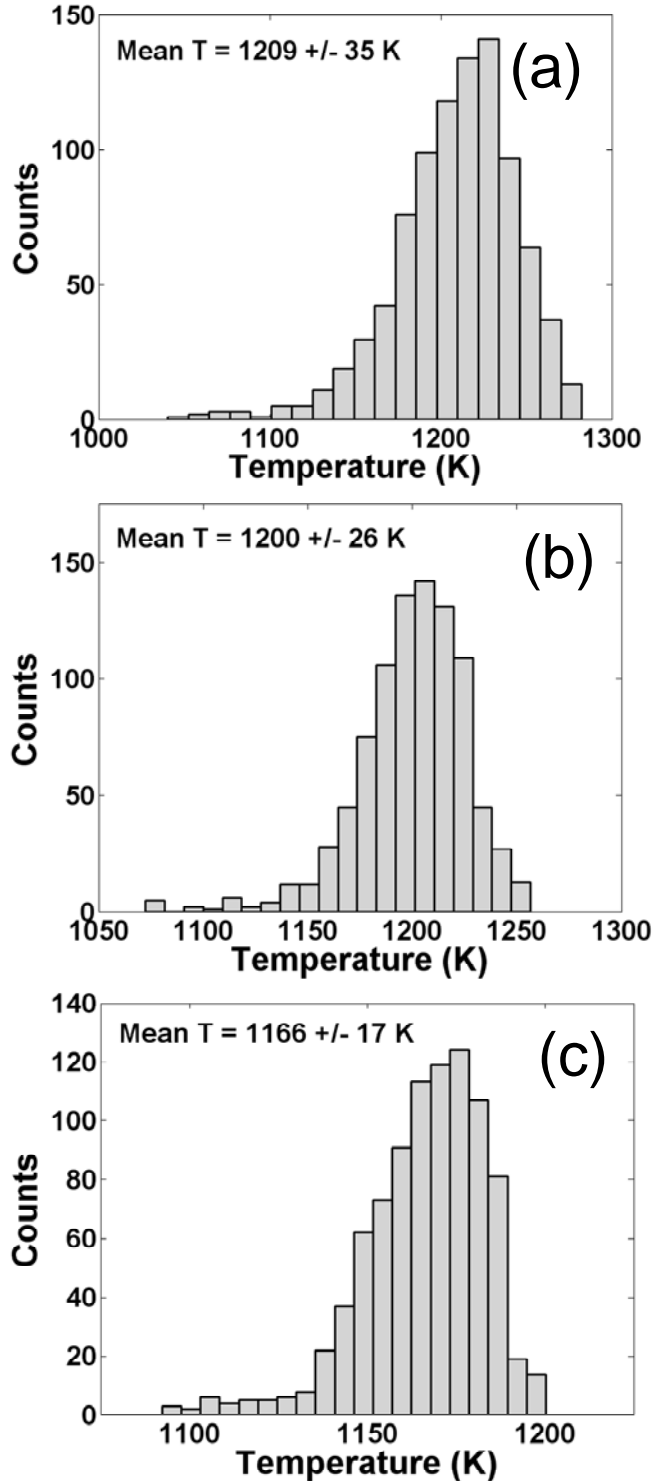 150
Mean T = 1209 +/- 35 K
(a)
100
Counts
50
0
1000 1100 1200 1300
Temperature (K)
Mean T = 1200 +/- 26 K
(b)
150
100
Counts
50
0
1050 1100 1150 1200 1250 1300
Temperature (K)
140
Mean T = 1166 +/- 17 K
(c)
120
100
80
Counts
60
40
20
0
1100 1150 1200
Temperature (K)